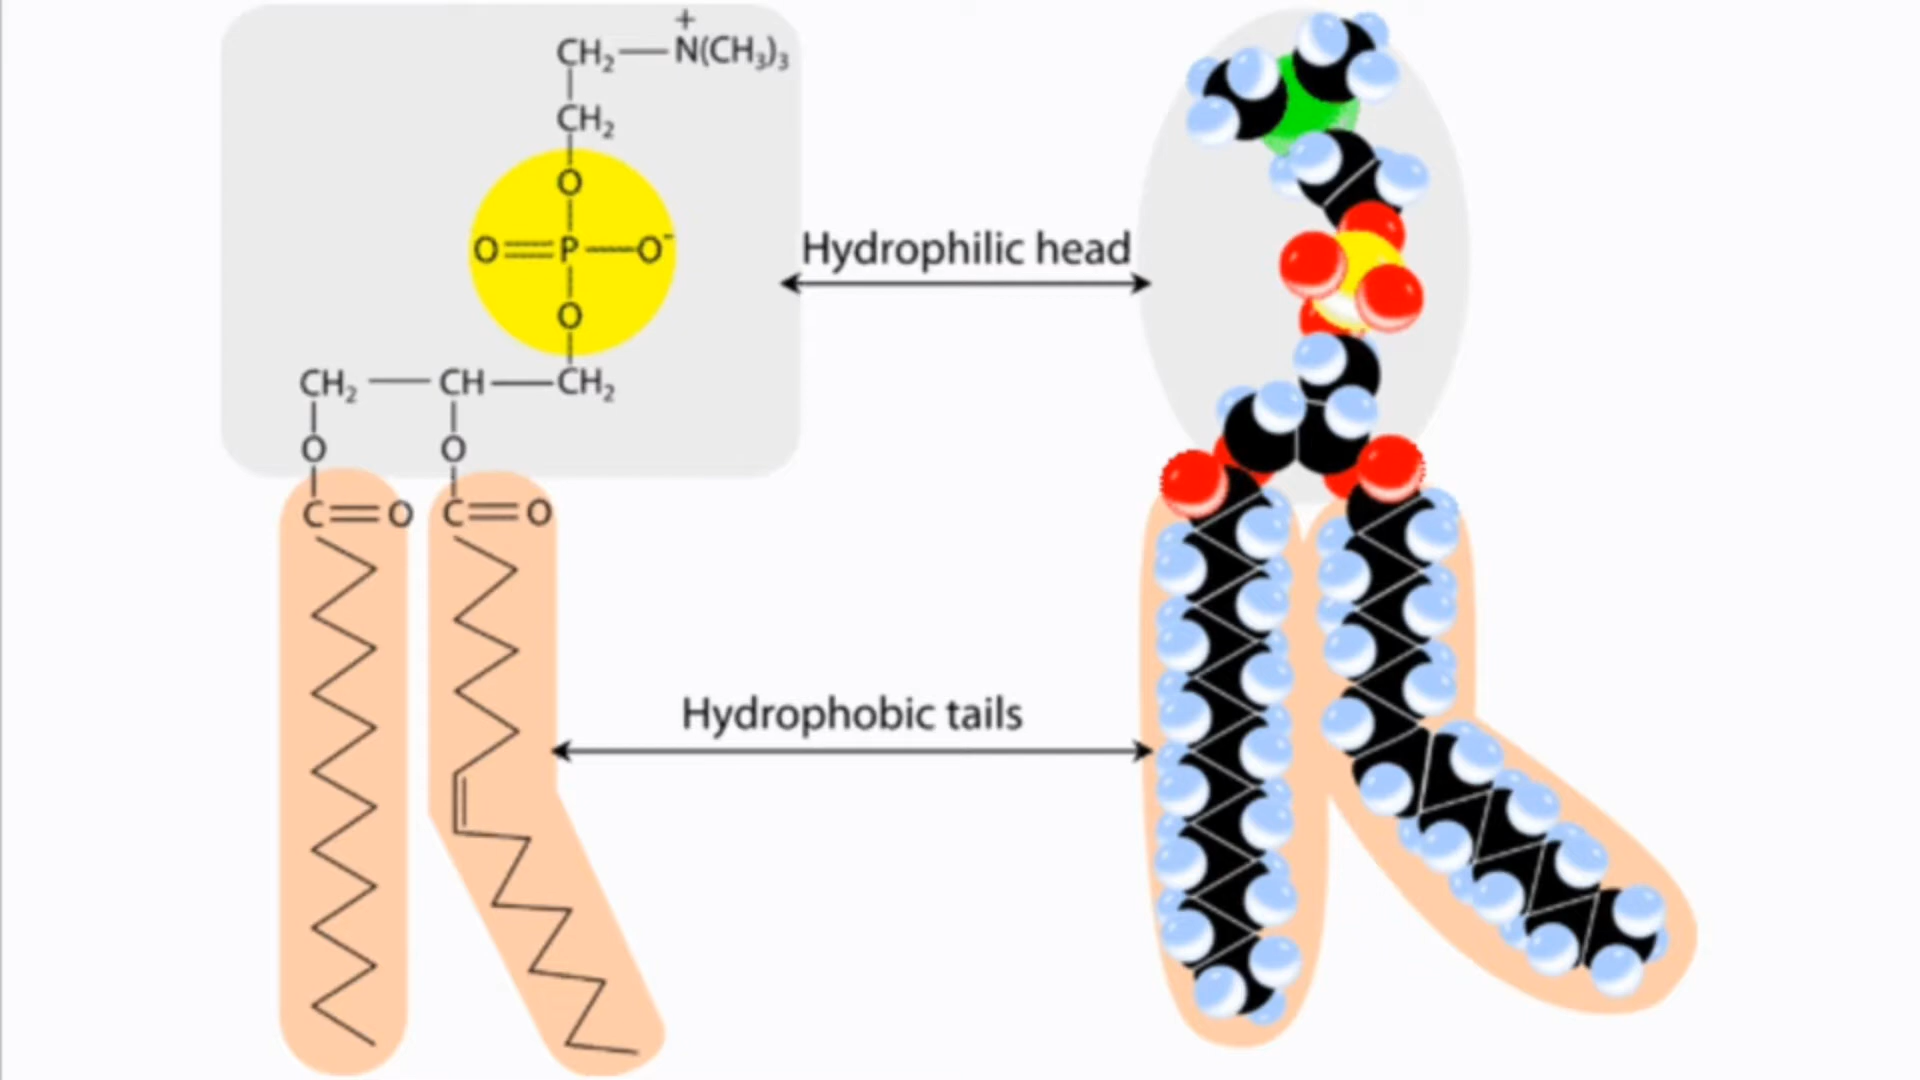 +
CH₂—N(CH₃)₃
CH₂
O
O=P—O⁻
Hydrophilic head
O
CH₂—CH—CH₂
O O
C=O C=O
Hydrophobic tails